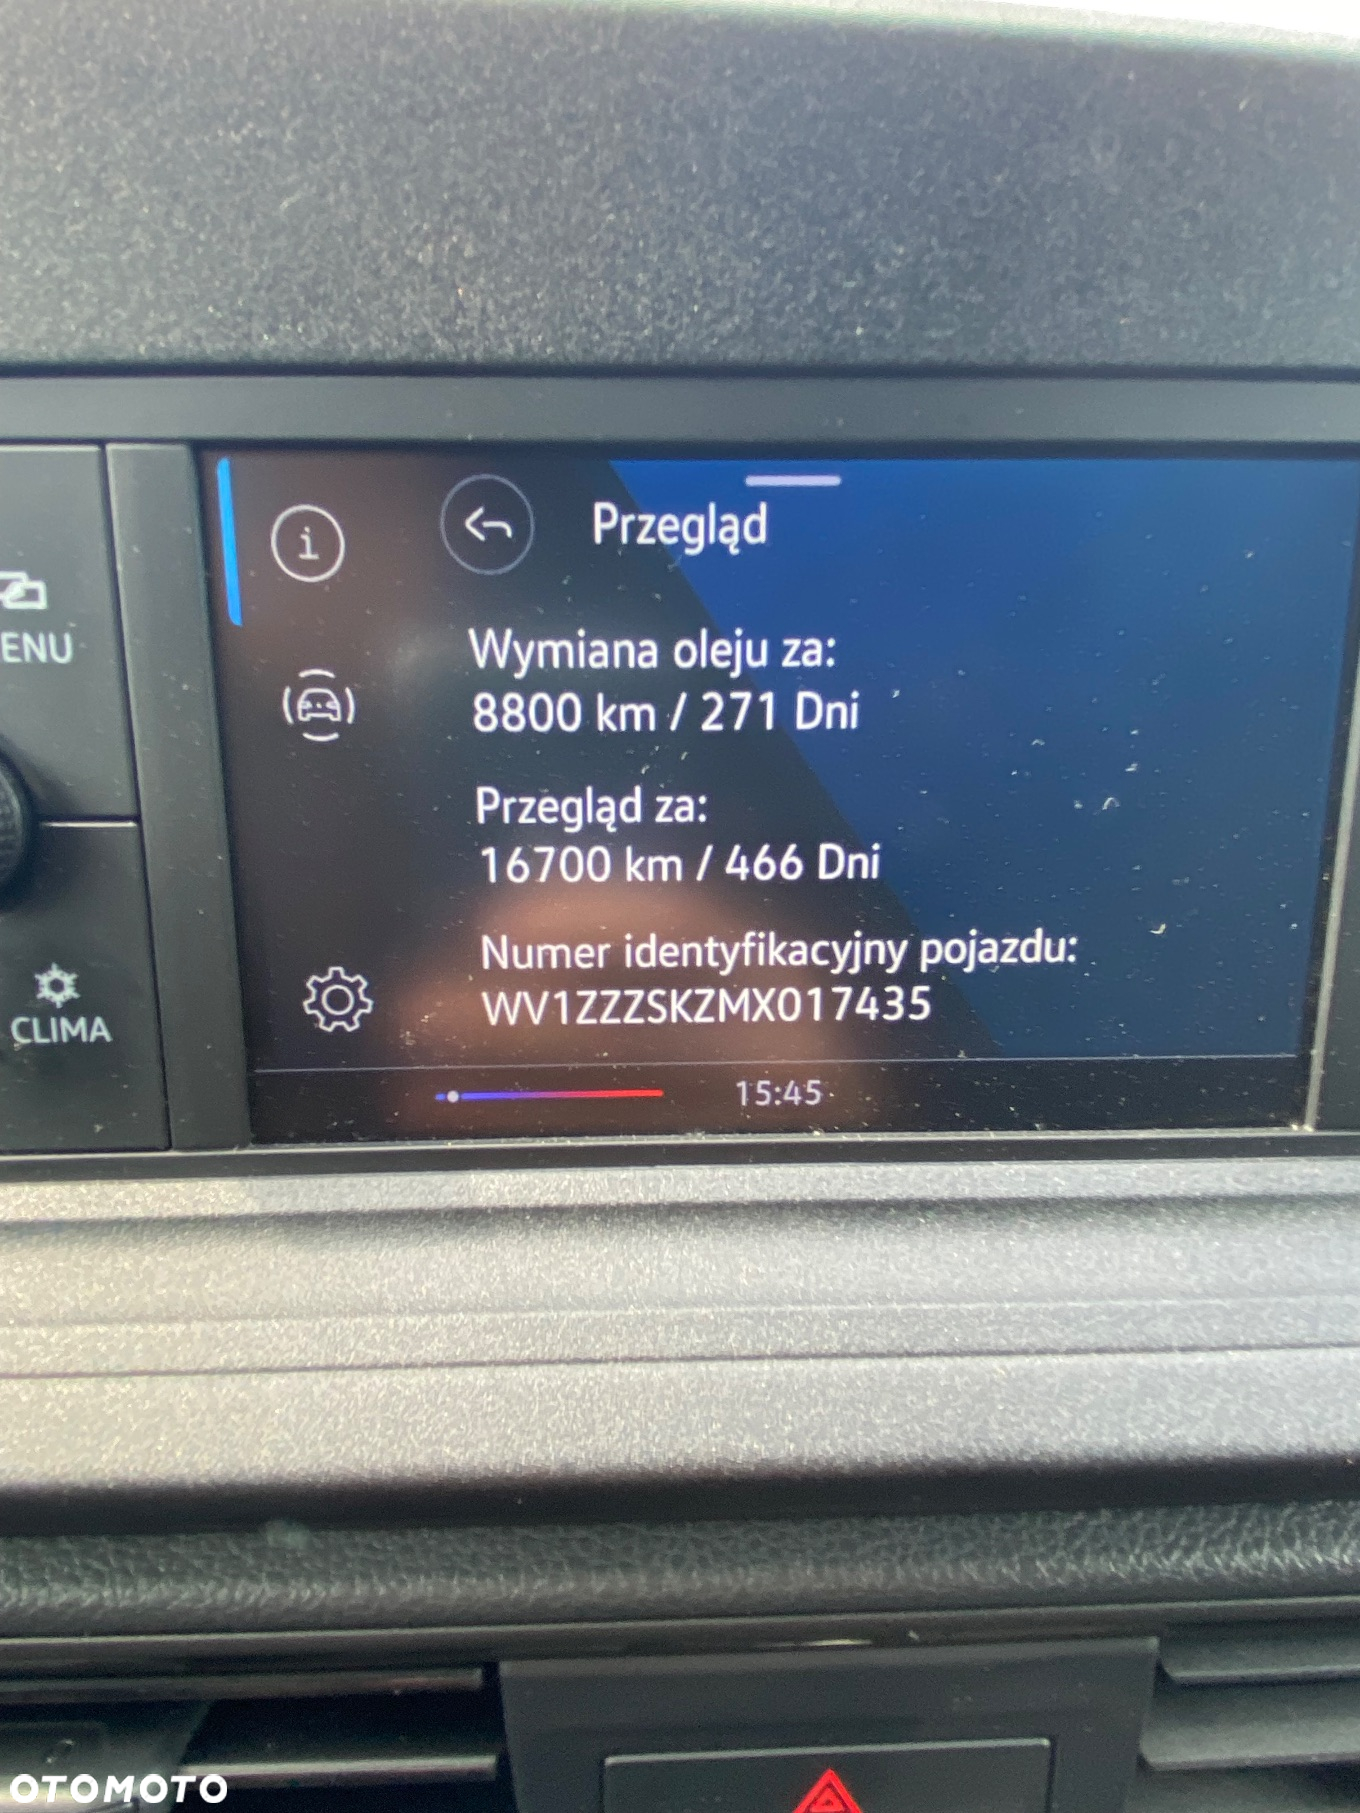 Przegląd
Wymiana oleju za:
8800 km / 271 Dni
Przegląd za:
16700 km / 466 Dni
Numer identyfikacyjny pojazdu:
WV1ZZZSKZMX017435
15:45
ENU
CLIMA
OTOMOTO